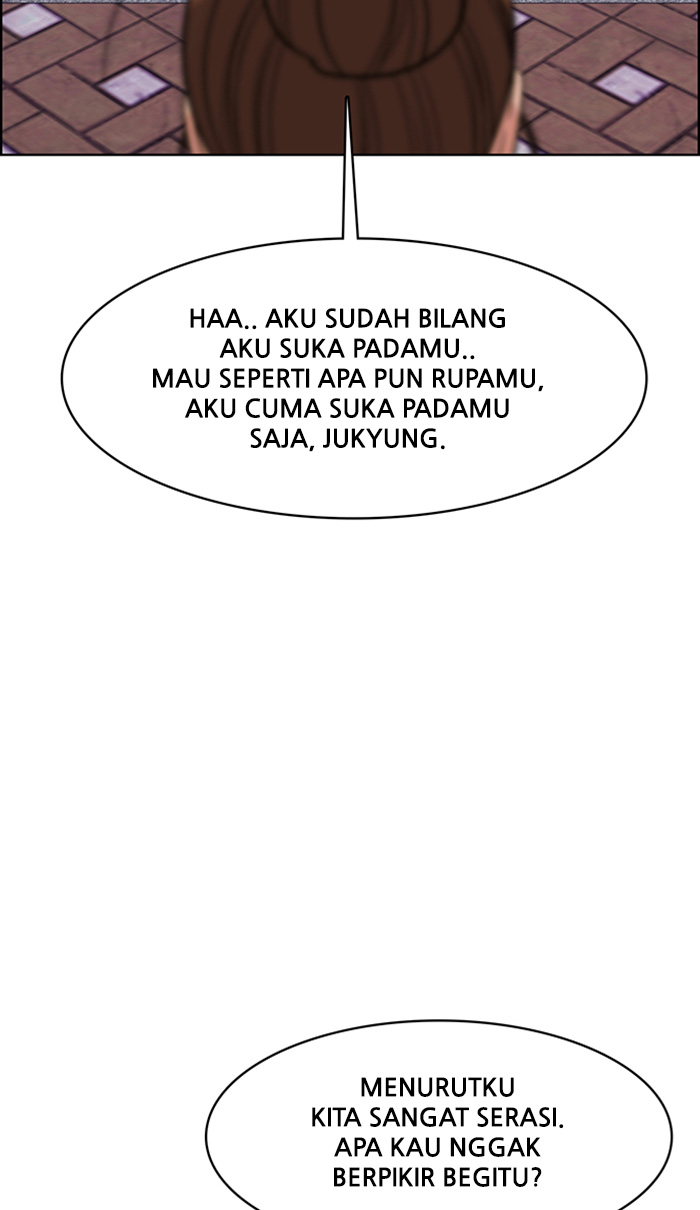 HAA.. AKU SUDAH BILANG
AKU SUKA PADAMU..
MAU SEPERTI APA PUN RUPAMU,
AKU CUMA SUKA PADAMU
SAJA, JUKYUNG.
MENURUTKU
KITA SANGAT SERASI.
APA KAU NGGAK
BERPIKIR BEGITU?